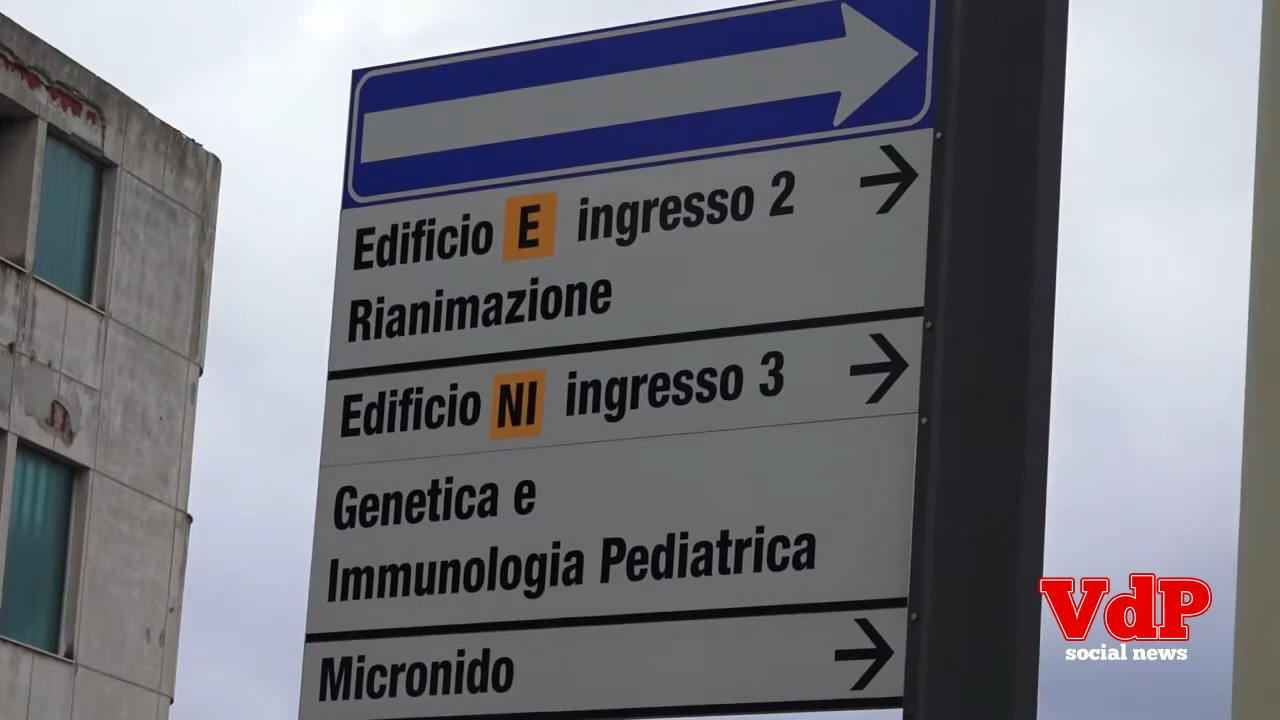 Edificio E ingresso 2
Rianimazione
Edificio NI ingresso 3
Genetica e
Immunologia Pediatrica
Micronido
VdP
social news